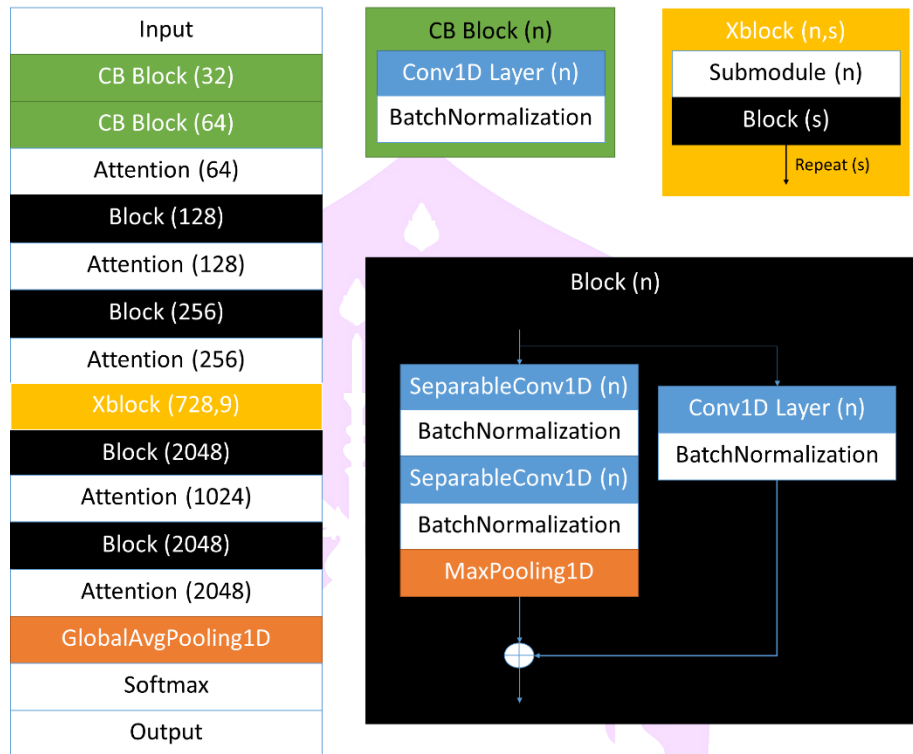 Input
CB Block (32)
CB Block (64)
Attention (64)
Block (128)
Attention (128)
Block (256)
Attention (256)
Xblock (728,9)
Block (2048)
Attention (1024)
Block (2048)
Attention (2048)
GlobalAvgPooling1D
Softmax
Output
CB Block (n)
Conv1D Layer (n)
BatchNormalization
Xblock (n,s)
Submodule (n)
Block (s)
Repeat (s)
Block (n)
SeparableConv1D (n)
BatchNormalization
SeparableConv1D (n)
BatchNormalization
MaxPooling1D
Conv1D Layer (n)
BatchNormalization